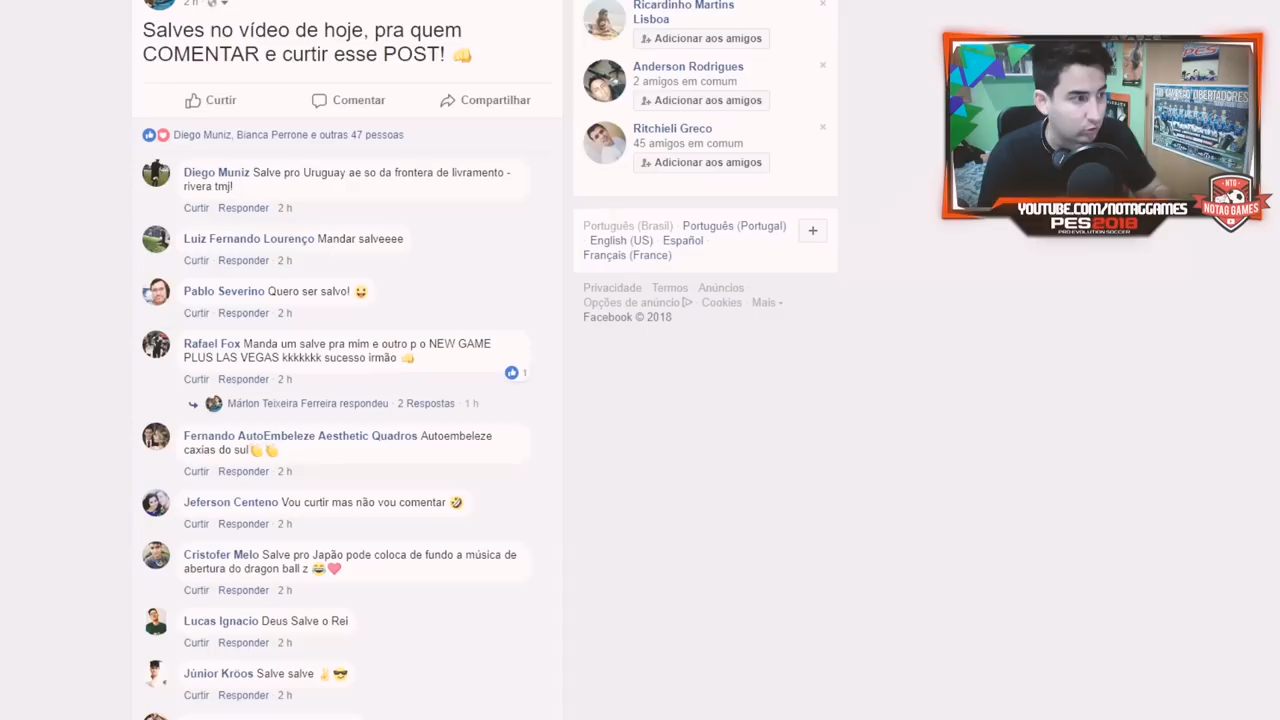 2 h
Salves no vídeo de hoje, pra quem
COMENTAR e curtir esse POST!
Curtir Comentar Compartilhar
Diego Muniz, Bianca Perrone e outras 47 pessoas
Diego Muniz Salve pro Uruguay ae so da frontera de livramento -
rivera tmj!
Curtir Responder · 2 h
Luiz Fernando Lourenço Mandar salveeee
Curtir Responder · 2 h
Pablo Severino Quero ser salvo! 😜
Curtir Responder · 2 h
Rafael Fox Manda um salve pra mim e outro p o NEW GAME
PLUS LAS VEGAS kkkkkkk sucesso irmão
1
Curtir Responder · 2 h
Márlon Teixeira Ferreira respondeu · 2 Respostas · 1 h
Fernando AutoEmbeleze Aesthetic Quadros Autoembeleze
caxias do sul👏👏
Curtir Responder · 2 h
Jeferson Centeno Vou curtir mas não vou comentar 🤣
Curtir Responder · 2 h
Cristofer Melo Salve pro Japão pode coloca de fundo a música de
abertura do dragon ball z 😂❤
Curtir Responder · 2 h
Lucas Ignacio Deus Salve o Rei
Curtir Responder · 2 h
Júnior Króos Salve salve ✌😎
Curtir Responder · 2 h
Ricardinho Martins
Lisboa
Adicionar aos amigos
Anderson Rodrigues
2 amigos em comum
Adicionar aos amigos
Ritchieli Greco
45 amigos em comum
Adicionar aos amigos
Português (Brasil) · Português (Portugal)
· English (US) · Español ·
Français (France)
Privacidade · Termos · Anúncios ·
Opções de anúncio · Cookies · Mais
Facebook © 2018
PES
LIBERTADORES
YOUTUBE.COM/NOTAGGAMES
PES2018
PRO EVOLUTION SOCCER
NTG
NOTAG GAMES